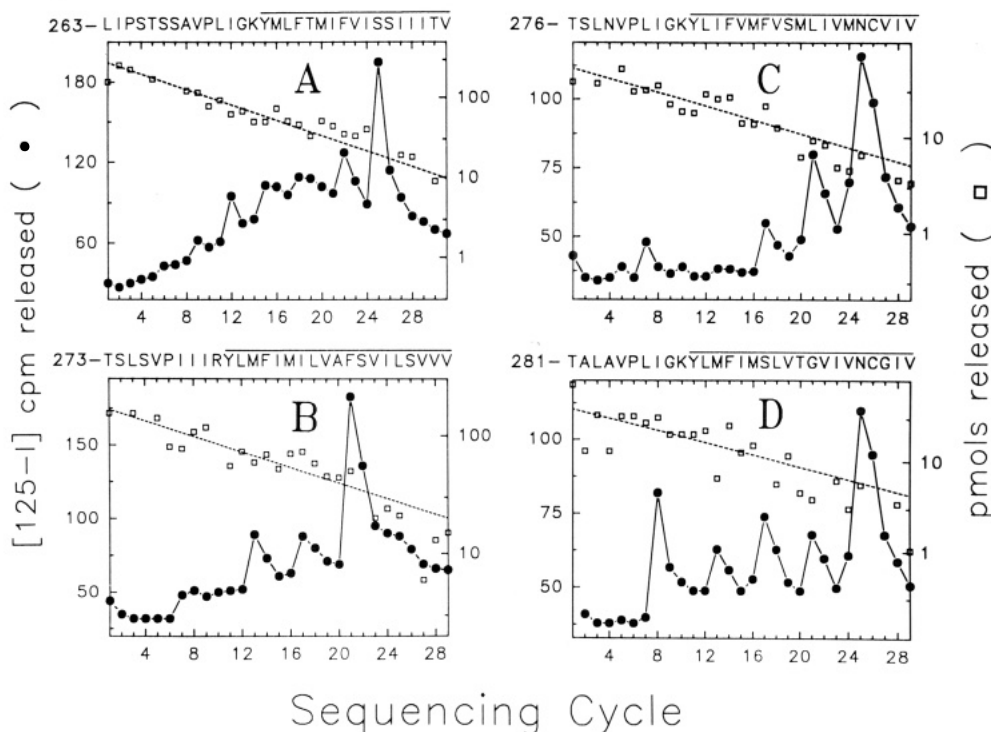 263- LIPSTSSAVPLIGKYMLFTMIFVISSIIITV
276- TSLNVPLIGKYLIFVMFVSMLIVMNCVIV
A
C
180
120
60
100
10
1
100
75
50
10
1
4 8 12 16 20 24 28
4 8 12 16 20 24 28
273- TSLSVPIIIRYLMFIMILVAFSVILSVVV
281- TALAVPLIGKYLMFIMSLVTGVIVNCGIV
B
D
150
100
50
100
10
100
75
50
10
1
4 8 12 16 20 24 28
4 8 12 16 20 24 28
[125-I] cpm released ( ● )
pmols released ( □ )
Sequencing Cycle